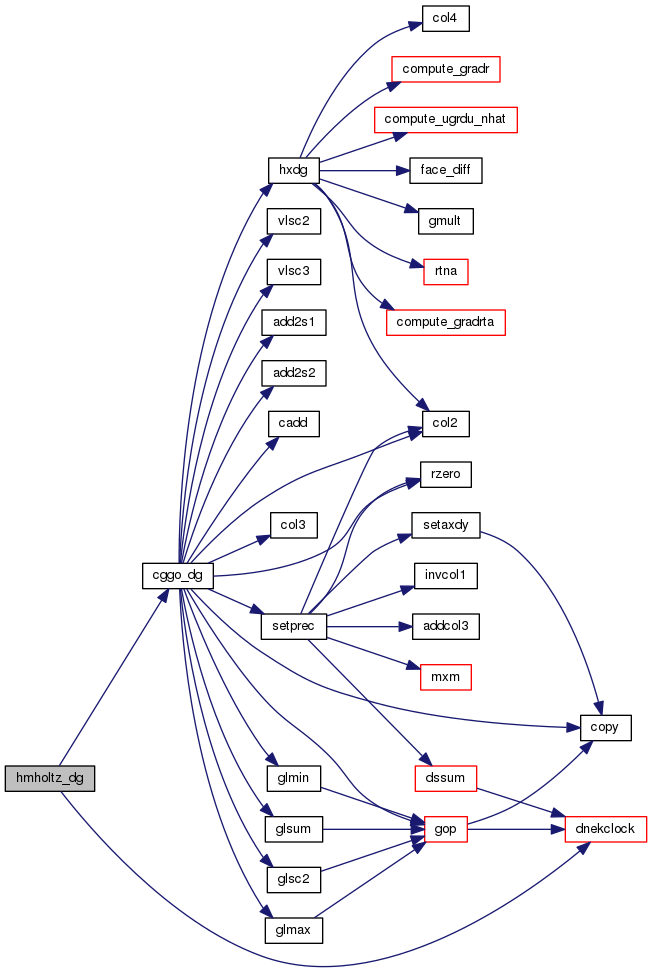 col4
compute_gradr
compute_ugrdu_nhat
hxdg
face_diff
vlsc2
gmult
vlsc3
rtna
add2s1
compute_gradrta
add2s2
cadd
col2
rzero
col3
setaxdy
cggo_dg
invcol1
setprec
addcol3
mxm
copy
hmholtz_dg
glmin
dssum
glsum
gop
dnekclock
glsc2
glmax